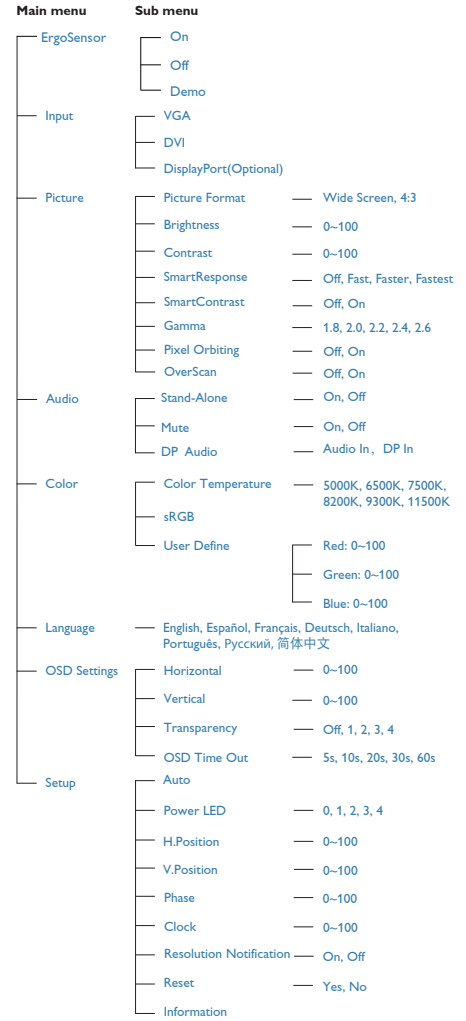 Main menu Sub menu
ErgoSensor On
Off
Demo
Input VGA
DVI
DisplayPort(Optional)
Picture Picture Format Wide Screen, 4:3
Brightness 0~100
Contrast 0~100
SmartResponse Off, Fast, Faster, Fastest
SmartContrast Off, On
Gamma 1.8, 2.0, 2.2, 2.4, 2.6
Pixel Orbiting Off, On
OverScan Off, On
Audio Stand-Alone On, Off
Mute On, Off
DP Audio Audio In, DP In
Color Color Temperature 5000K, 6500K, 7500K,
8200K, 9300K, 11500K
sRGB
User Define Red: 0~100
Green: 0~100
Blue: 0~100
Language English, Español, Français, Deutsch, Italiano,
Português, Русский, 简体中文
OSD Settings Horizontal 0~100
Vertical 0~100
Transparency Off, 1, 2, 3, 4
OSD Time Out 5s, 10s, 20s, 30s, 60s
Setup Auto
Power LED 0, 1, 2, 3, 4
H.Position 0~100
V.Position 0~100
Phase 0~100
Clock 0~100
Resolution Notification On, Off
Reset Yes, No
Information